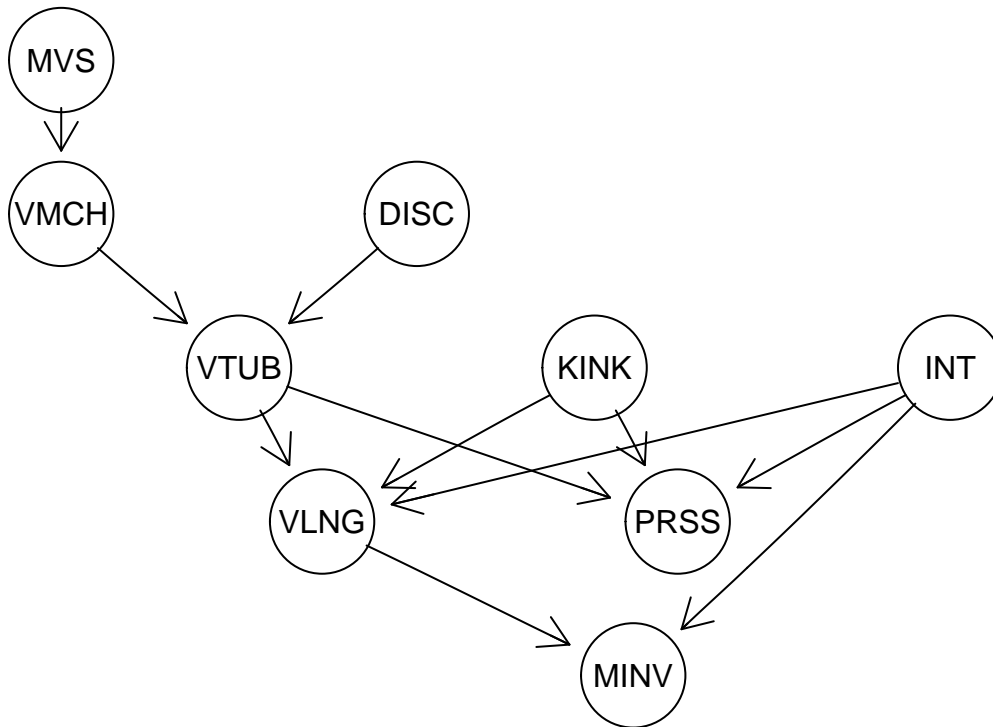 MVS
VMCH
DISC
VTUB
KINK
INT
VLNG
PRSS
MINV